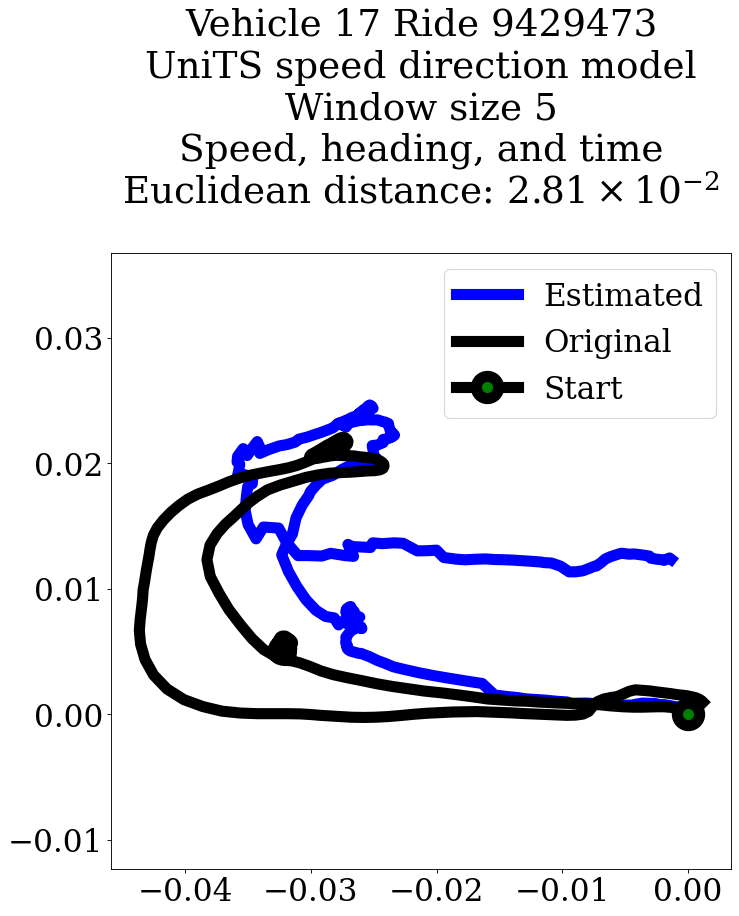 Vehicle 17 Ride 9429473
UniTS speed direction model
Window size 5
Speed, heading, and time
Euclidean distance: 2.81 × 10⁻²
Estimated
Original
Start
0.03
0.02
0.01
0.00
−0.01
−0.04 −0.03 −0.02 −0.01 0.00